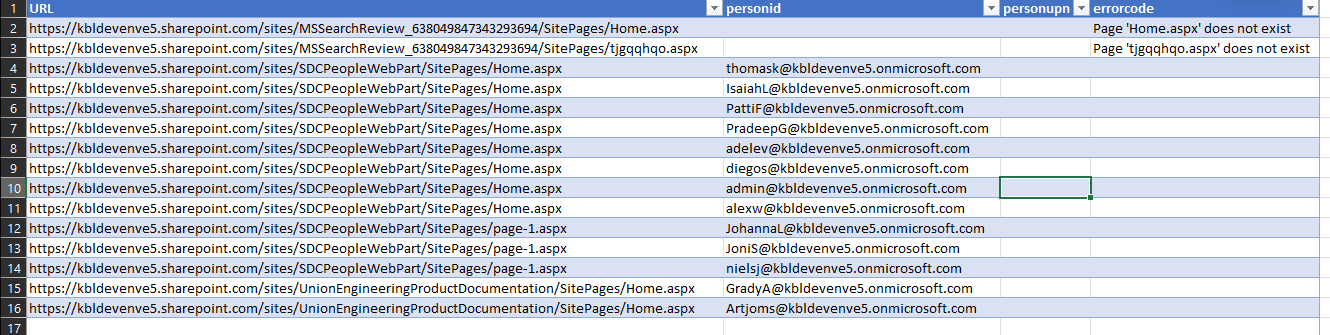 1 URL personid personupn errorcode
2 https://kbldevenve5.sharepoint.com/sites/MSSearchReview_638049847343293694/SitePages/Home.aspx Page 'Home.aspx' does not exist
3 https://kbldevenve5.sharepoint.com/sites/MSSearchReview_638049847343293694/SitePages/tjgqqhqo.aspx Page 'tjgqqhqo.aspx' does not exist
4 https://kbldevenve5.sharepoint.com/sites/SDCPeopleWebPart/SitePages/Home.aspx thomask@kbldevenve5.onmicrosoft.com
5 https://kbldevenve5.sharepoint.com/sites/SDCPeopleWebPart/SitePages/Home.aspx IsaiahL@kbldevenve5.onmicrosoft.com
6 https://kbldevenve5.sharepoint.com/sites/SDCPeopleWebPart/SitePages/Home.aspx PattiF@kbldevenve5.onmicrosoft.com
7 https://kbldevenve5.sharepoint.com/sites/SDCPeopleWebPart/SitePages/Home.aspx PradeepG@kbldevenve5.onmicrosoft.com
8 https://kbldevenve5.sharepoint.com/sites/SDCPeopleWebPart/SitePages/Home.aspx adelev@kbldevenve5.onmicrosoft.com
9 https://kbldevenve5.sharepoint.com/sites/SDCPeopleWebPart/SitePages/Home.aspx diegos@kbldevenve5.onmicrosoft.com
10 https://kbldevenve5.sharepoint.com/sites/SDCPeopleWebPart/SitePages/Home.aspx admin@kbldevenve5.onmicrosoft.com
11 https://kbldevenve5.sharepoint.com/sites/SDCPeopleWebPart/SitePages/Home.aspx alexw@kbldevenve5.onmicrosoft.com
12 https://kbldevenve5.sharepoint.com/sites/SDCPeopleWebPart/SitePages/page-1.aspx JohannaL@kbldevenve5.onmicrosoft.com
13 https://kbldevenve5.sharepoint.com/sites/SDCPeopleWebPart/SitePages/page-1.aspx JoniS@kbldevenve5.onmicrosoft.com
14 https://kbldevenve5.sharepoint.com/sites/SDCPeopleWebPart/SitePages/page-1.aspx nielsj@kbldevenve5.onmicrosoft.com
15 https://kbldevenve5.sharepoint.com/sites/UnionEngineeringProductDocumentation/SitePages/Home.aspx GradyA@kbldevenve5.onmicrosoft.com
16 https://kbldevenve5.sharepoint.com/sites/UnionEngineeringProductDocumentation/SitePages/Home.aspx Artjoms@kbldevenve5.onmicrosoft.com
17